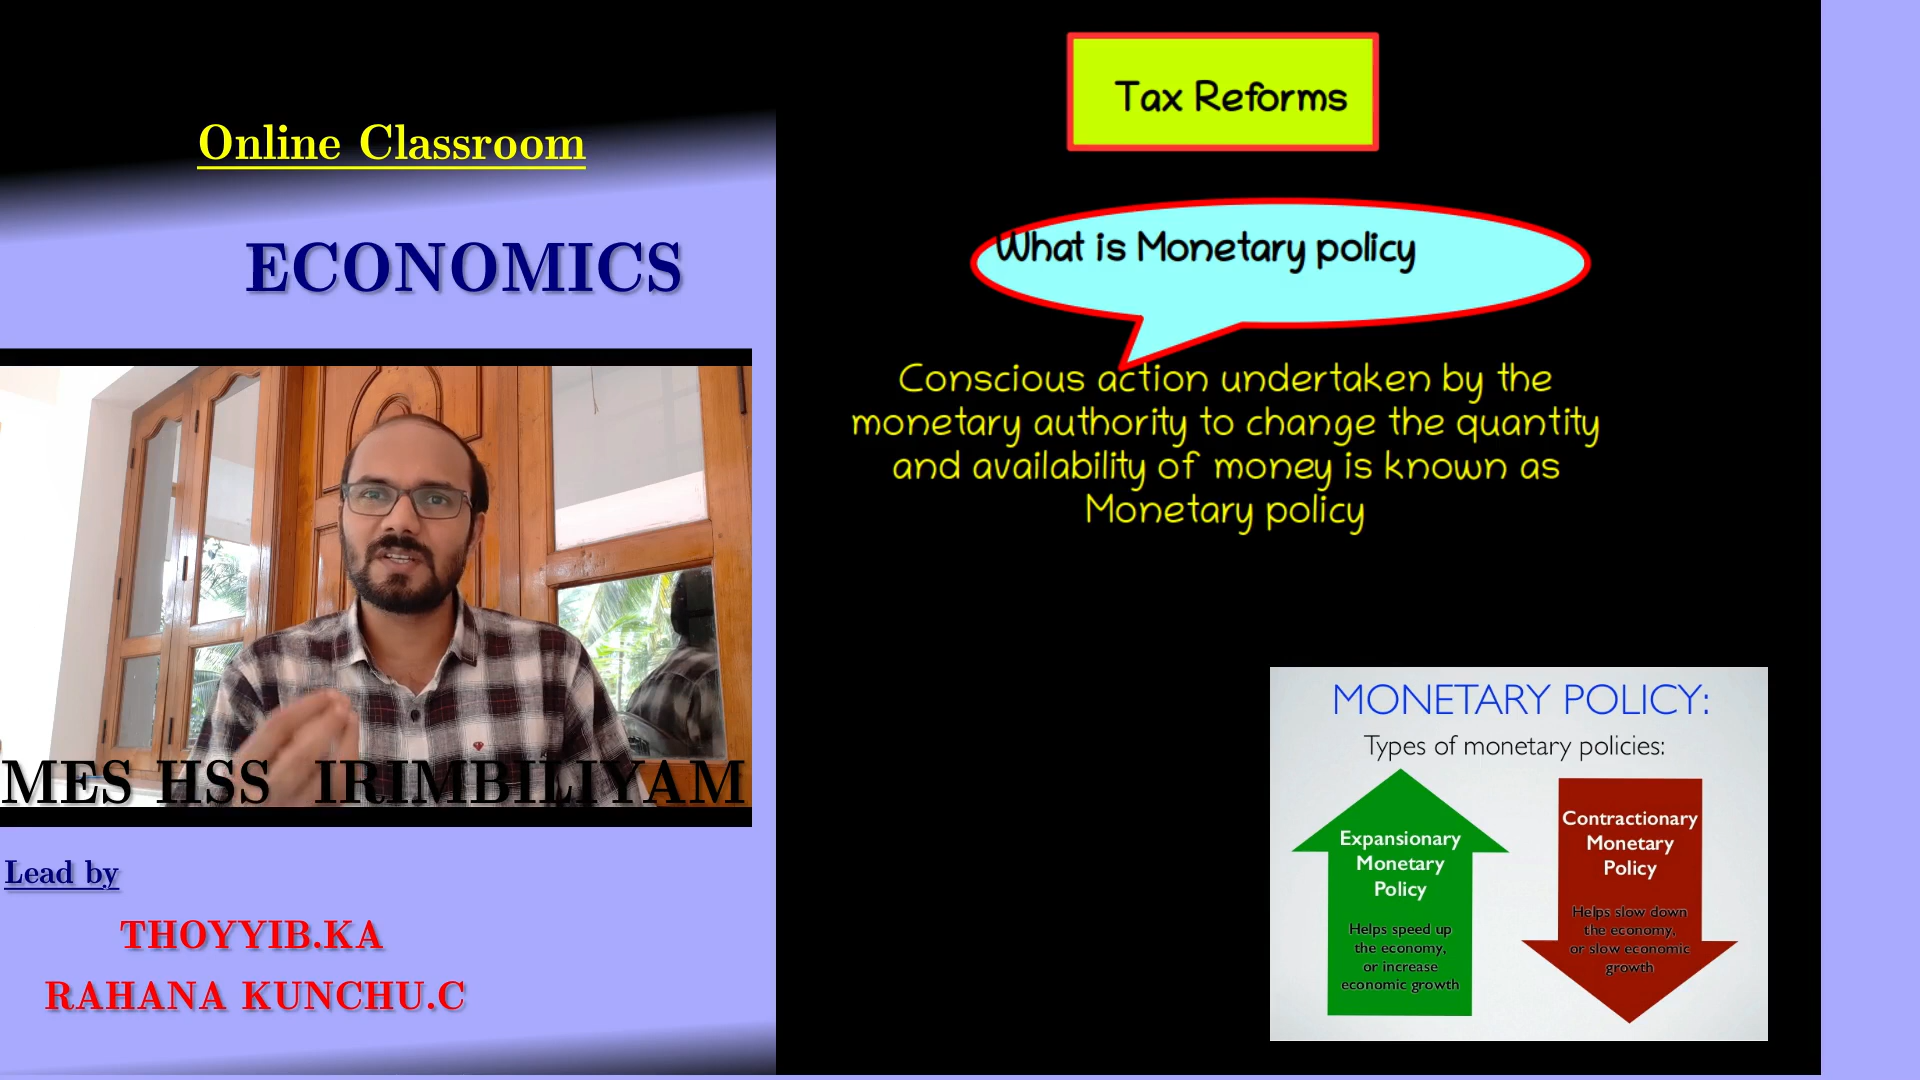 Online Classroom
ECONOMICS
MES HSS IRIMBILIYAM
Lead by
THOYYIB.KA
RAHANA KUNCHU.C
Tax Reforms
What is Monetary policy
Conscious action undertaken by the
monetary authority to change the quantity
and availability of money is known as
Monetary policy
MONETARY POLICY:
Types of monetary policies:
Expansionary
Monetary
Policy
Helps speed up
the economy,
or increase
economic growth
Contractionary
Monetary
Policy
Helps slow down
the economy,
or slow economic
growth